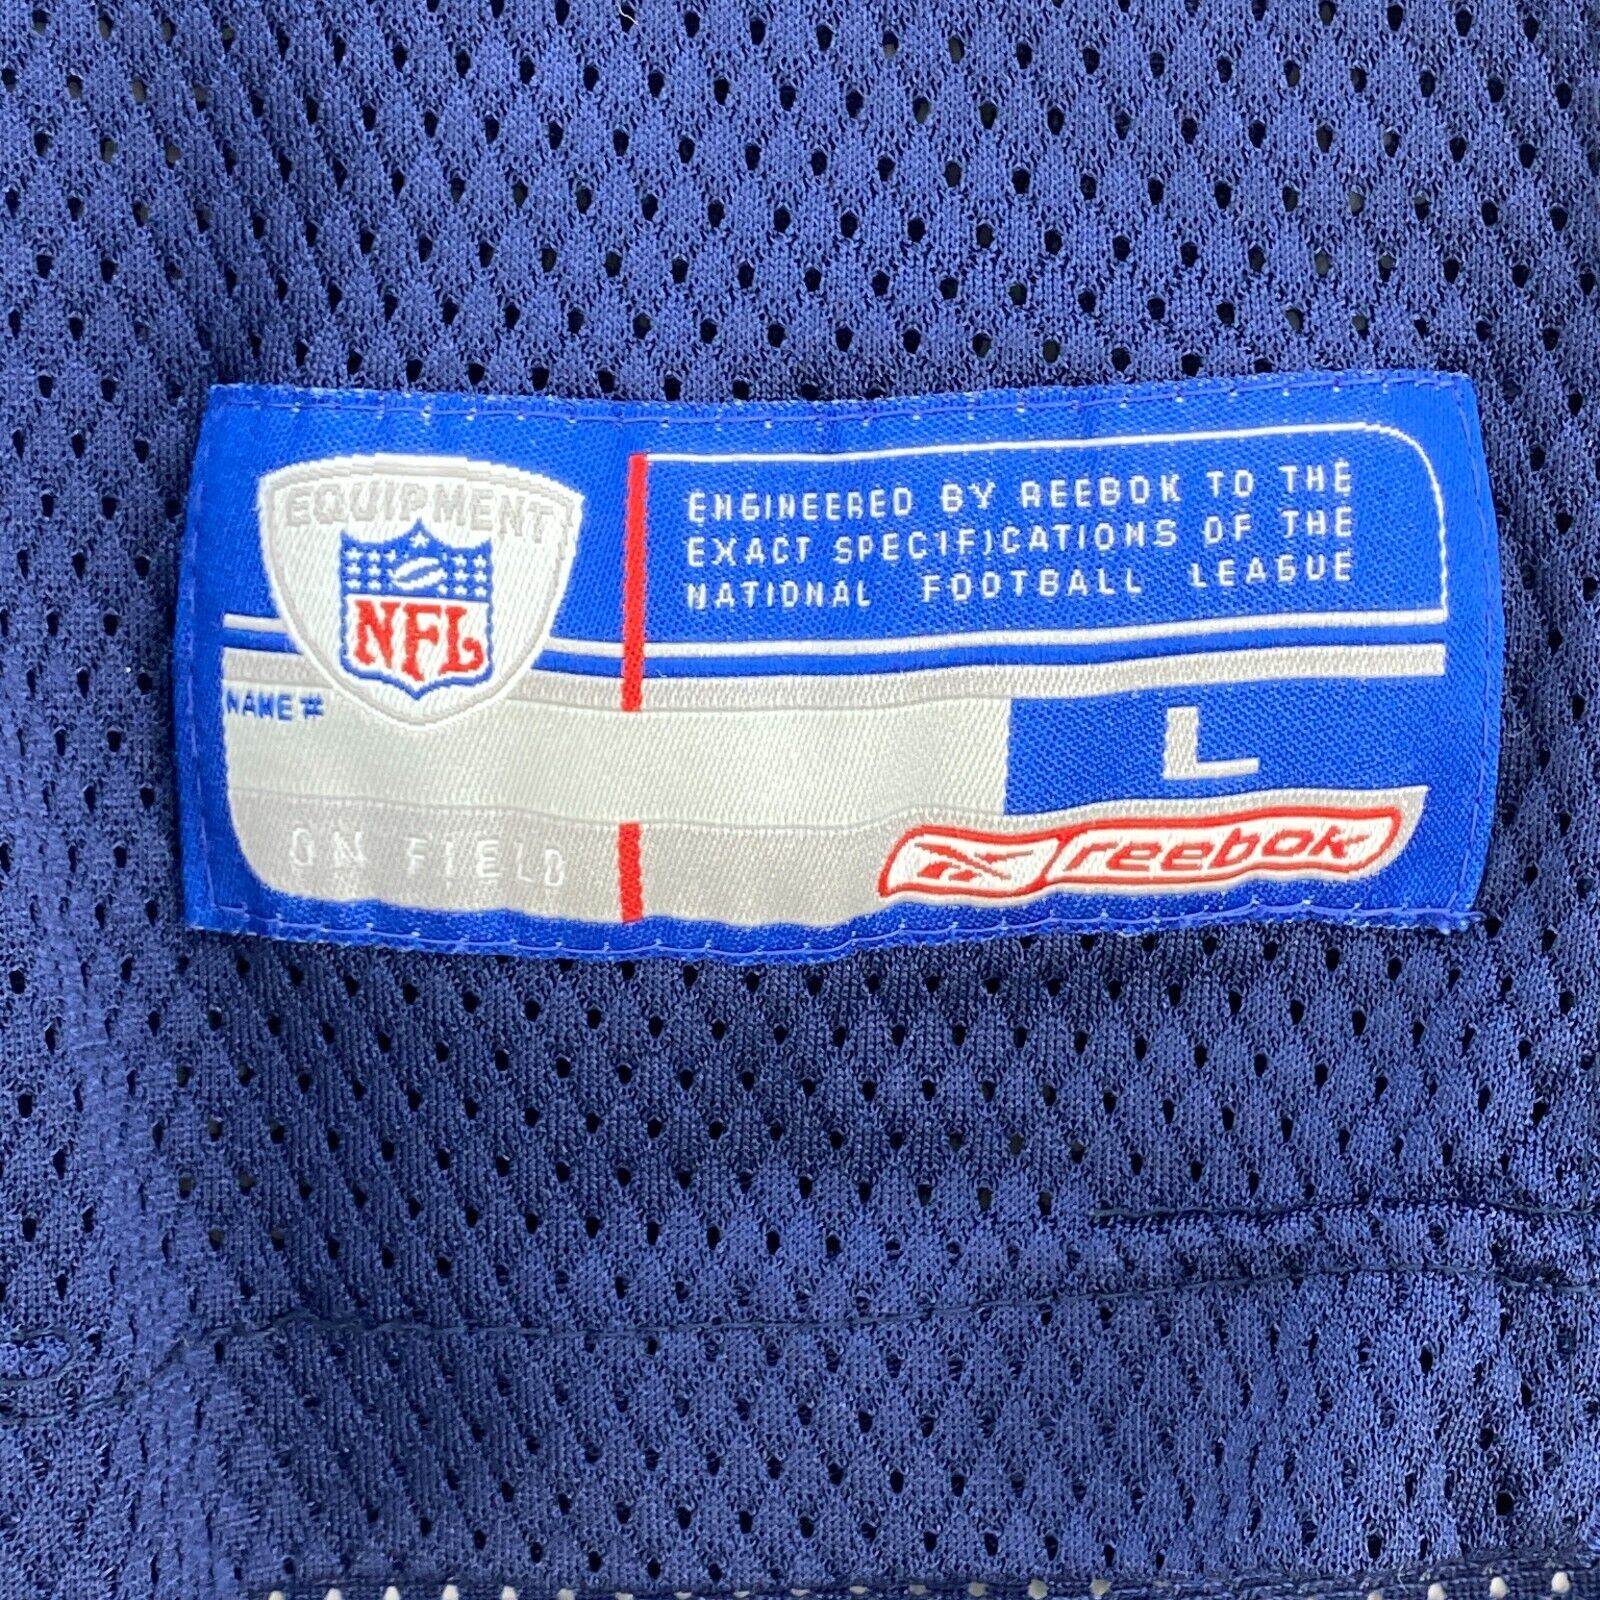 EQUIPMENT
NFL
ENGINEERED BY REEBOK TO THE
EXACT SPECIFICATIONS OF THE
NATIONAL FOOTBALL LEAGUE
NAME #
L
ON FIELD
reebok